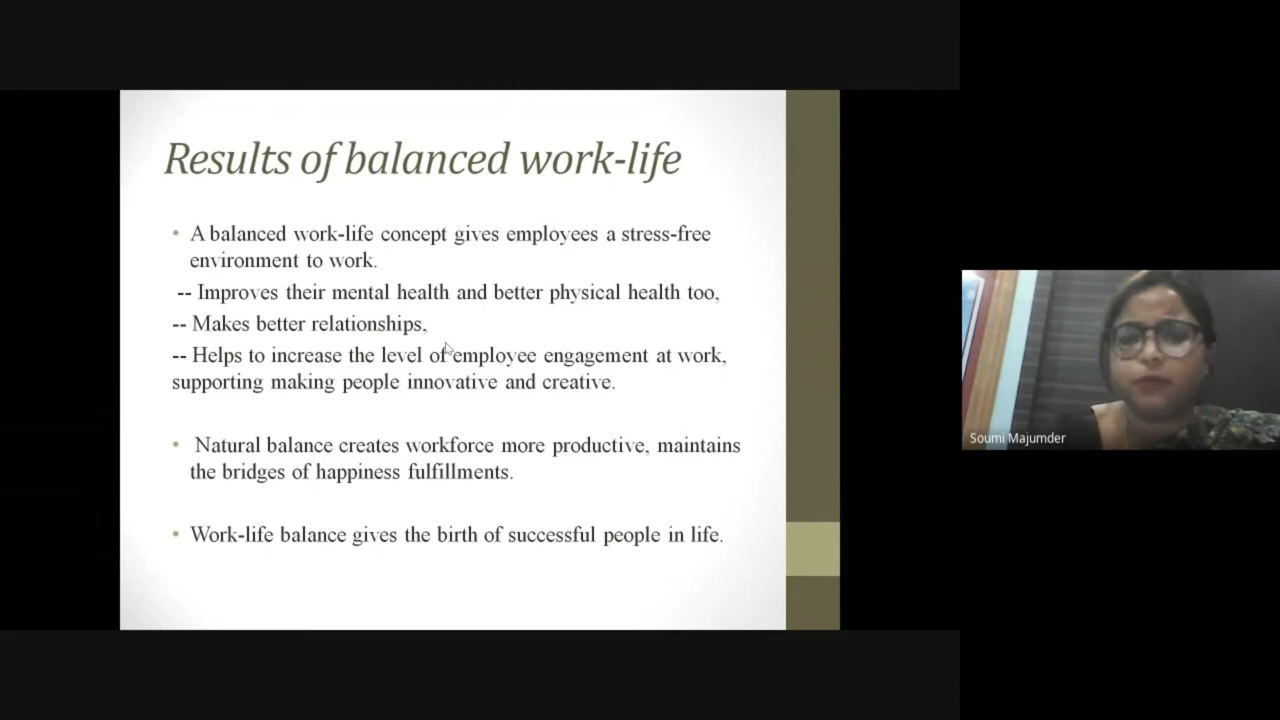 Results of balanced work-life
• A balanced work-life concept gives employees a stress-free
environment to work.
-- Improves their mental health and better physical health too,
-- Makes better relationships,
-- Helps to increase the level of employee engagement at work,
supporting making people innovative and creative.
• Natural balance creates workforce more productive, maintains
the bridges of happiness fulfillments.
• Work-life balance gives the birth of successful people in life.
Soumi Majumder